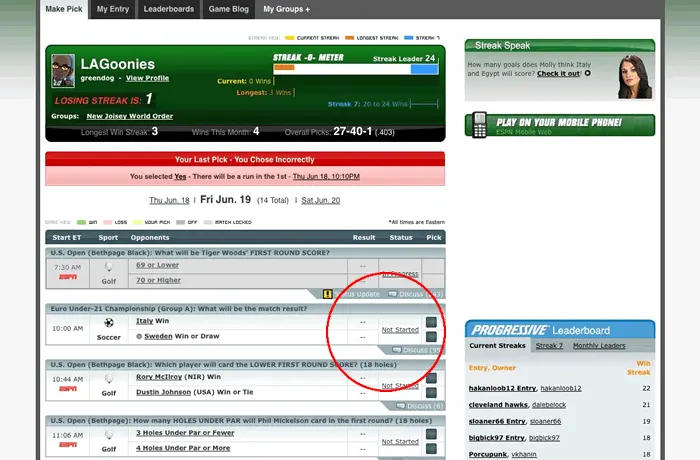 Make Pick
My Entry
Leaderboards
Game Blog
My Groups +
STREAK KEY:
CURRENT STREAK
LONGEST STREAK
STREAK 7
LAGoonies
greendog - View Profile
LOSING STREAK IS: 1
Groups: New Joisey World Order
STREAK -O- METER
Streak Leader 24
Current: 0 Wins
Longest: 3 Wins
Streak 7: 20 to 24 Wins
Longest Win Streak: 3
Wins This Month: 4
Overall Picks: 27-40-1 (.403)
Your Last Pick - You Chose Incorrectly
You selected Yes - There will be a run in the 1st - Thu Jun 18, 10:10PM
Thu Jun. 18 | Fri Jun. 19 (14 Total) | Sat Jun. 20
GAME KEY:
WIN
LOSS
YOUR PICK
OFF
MATCH LOCKED
*All times are Eastern
Start ET
Sport
Opponents
Result
Status
Pick
U.S. Open (Bethpage Black): What will be Tiger Woods' FIRST ROUND SCORE?
7:30 AM
ESPN
Golf
69 or Lower
--
70 or Higher
--
In Progress
Update
Discuss
Euro Under-21 Championship (Group A): What will be the match result?
10:00 AM
Soccer
Italy Win
--
@ Sweden Win or Draw
--
Not Started
Discuss
U.S. Open (Bethpage Black): Which player will card the LOWER FIRST ROUND SCORE? (18 holes)
10:44 AM
ESPN
Golf
Rory McIlroy (NIR) Win
--
Dustin Johnson (USA) Win or Tie
--
Not Started
Discuss (6)
U.S. Open (Bethpage Black): How many HOLES UNDER PAR will Phil Mickelson card in the first round? (18 holes)
11:06 AM
ESPN
Golf
3 Holes Under Par or Fewer
--
4 Holes Under Par or More
--
Not Started
Streak Speak
How many goals does Molly think Italy
and Egypt will score? Check it out!
PLAY ON YOUR MOBILE PHONE!
ESPN Mobile Web
PROGRESSIVE Leaderboard
Current Streaks
Streak 7
Monthly Leaders
Entry, Owner
Win
Streak
hakanloob12 Entry, hakanloob12
22
cleveland hawks, dalebelock
21
sloaner66 Entry, sloaner66
19
bigbick97 Entry, bigbick97
18
Porcupunk, vkhanin